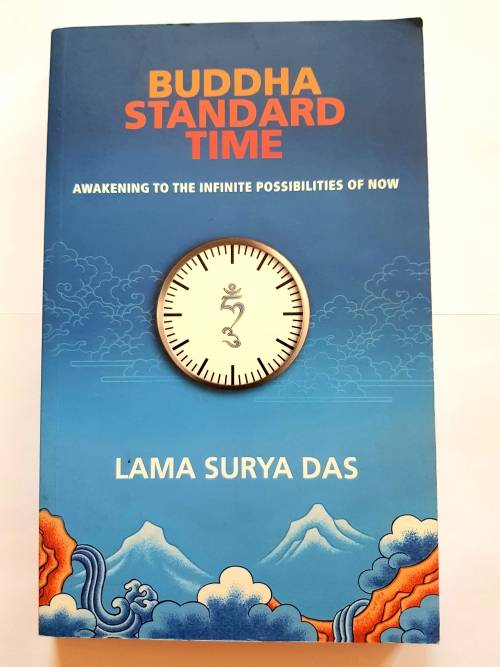 BUDDHA
STANDARD
TIME
AWAKENING TO THE INFINITE POSSIBILITIES OF NOW
LAMA SURYA DAS